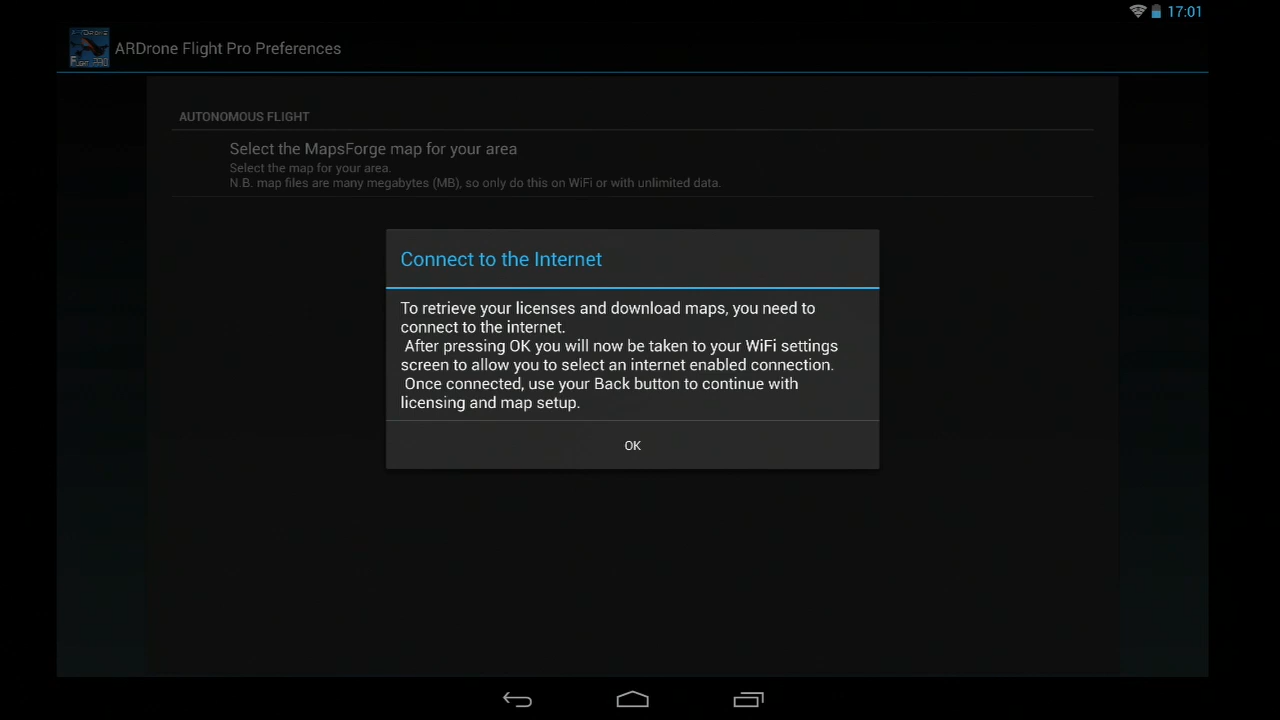 17:01
ARDRONE
FLIGHT PRO
ARDrone Flight Pro Preferences
AUTONOMOUS FLIGHT
Select the MapsForge map for your area
Select the map for your area.
N.B. map files are many megabytes (MB), so only do this on WiFi or with unlimited data.
Connect to the Internet
To retrieve your licenses and download maps, you need to
connect to the internet.
After pressing OK you will now be taken to your WiFi settings
screen to allow you to select an internet enabled connection.
Once connected, use your Back button to continue with
licensing and map setup.
OK